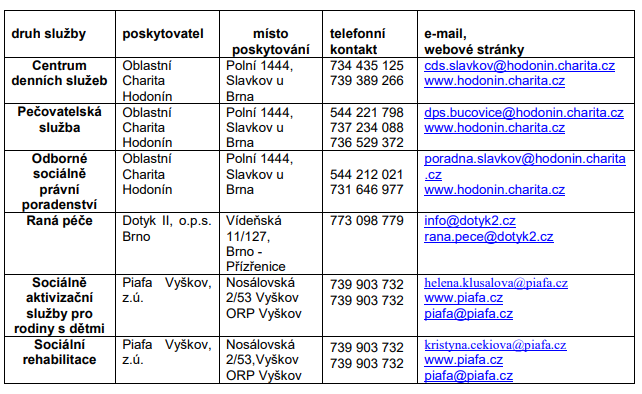 druh služby
poskytovatel
místo
poskytování
telefonní
kontakt
e-mail,
webové stránky
Centrum
denních služeb
Oblastní
Charita
Hodonín
Polní 1444,
Slavkov u
Brna
734 435 125
739 389 266
cds.slavkov@hodonin.charita.cz
www.hodonin.charita.cz
Pečovatelská
služba
Oblastní
Charita
Hodonín
Polní 1444,
Slavkov u
Brna
544 221 798
737 234 088
736 529 372
dps.bucovice@hodonin.charita.cz
www.hodonin.charita.cz
Odborné
sociálně
právní
poradenství
Oblastní
Charita
Hodonín
Polní 1444,
Slavkov u
Brna
544 212 021
731 646 977
poradna.slavkov@hodonin.charita
.cz
www.hodonin.charita.cz
Raná péče
Dotyk II, o.p.s.
Brno
Vídeňská
11/127,
Brno -
Přízřenice
773 098 779
info@dotyk2.cz
rana.pece@dotyk2.cz
Sociálně
aktivizační
služby pro
rodiny s dětmi
Piafa Vyškov,
z.ú.
Nosálovská
2/53 Vyškov
ORP Vyškov
739 903 732
739 903 732
helena.klusalova@piafa.cz
www.piafa.cz
piafa@piafa.cz
Sociální
rehabilitace
Piafa Vyškov,
z.ú.
Nosálovská
2/53,Vyškov
ORP Vyškov
739 903 732
739 903 732
kristyna.cekiova@piafa.cz
www.piafa.cz
piafa@piafa.cz